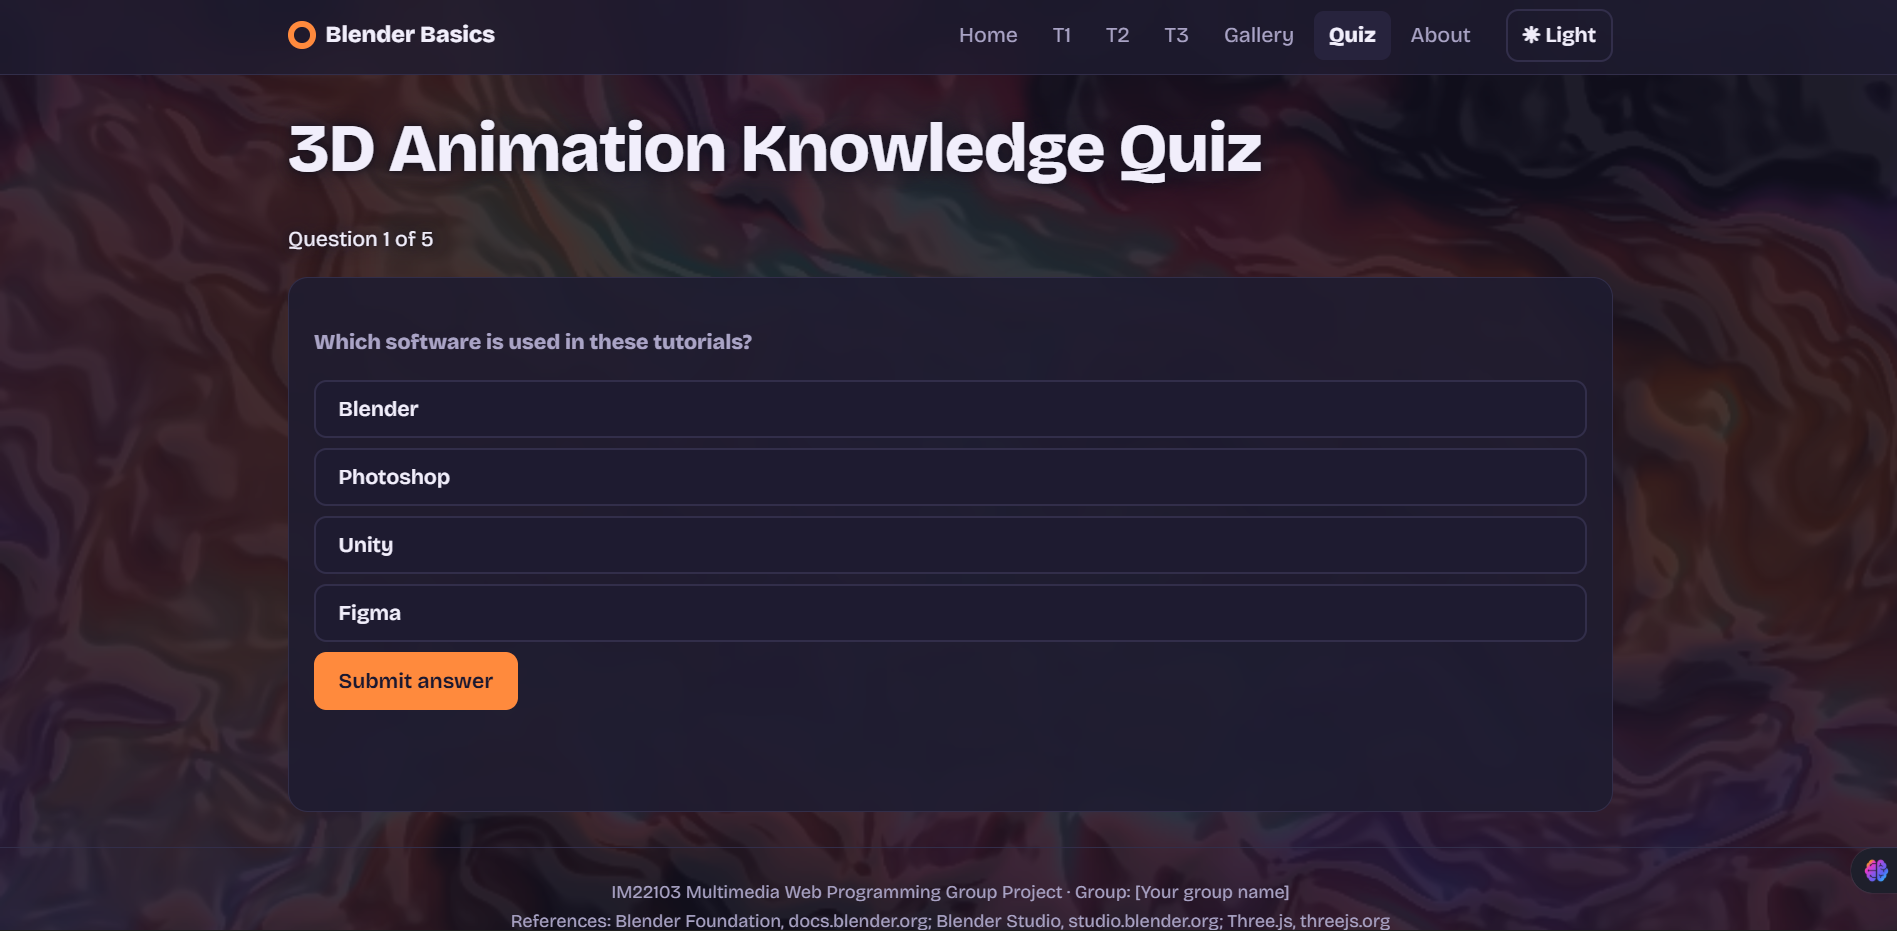 Blender Basics
Home T1 T2 T3 Gallery Quiz About Light
3D Animation Knowledge Quiz
Question 1 of 5
Which software is used in these tutorials?
Blender
Photoshop
Unity
Figma
Submit answer
IM22103 Multimedia Web Programming Group Project · Group: [Your group name]
References: Blender Foundation, docs.blender.org; Blender Studio, studio.blender.org; Three.js, threejs.org